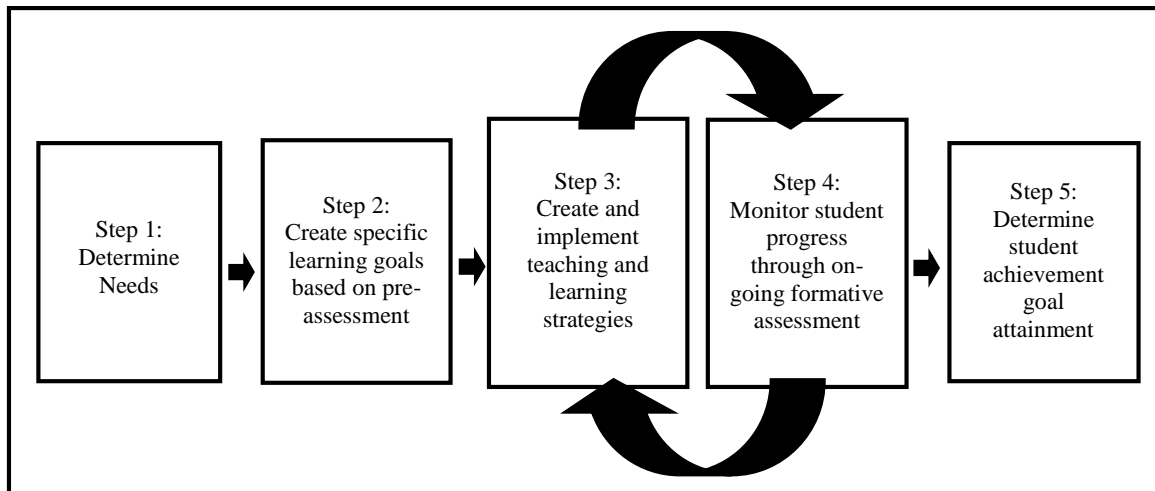 Step 1:
Determine
Needs
Step 2:
Create specific
learning goals
based on pre-
assessment
Step 3:
Create and
implement
teaching and
learning
strategies
Step 4:
Monitor student
progress
through on-
going formative
assessment
Step 5:
Determine
student
achievement
goal
attainment